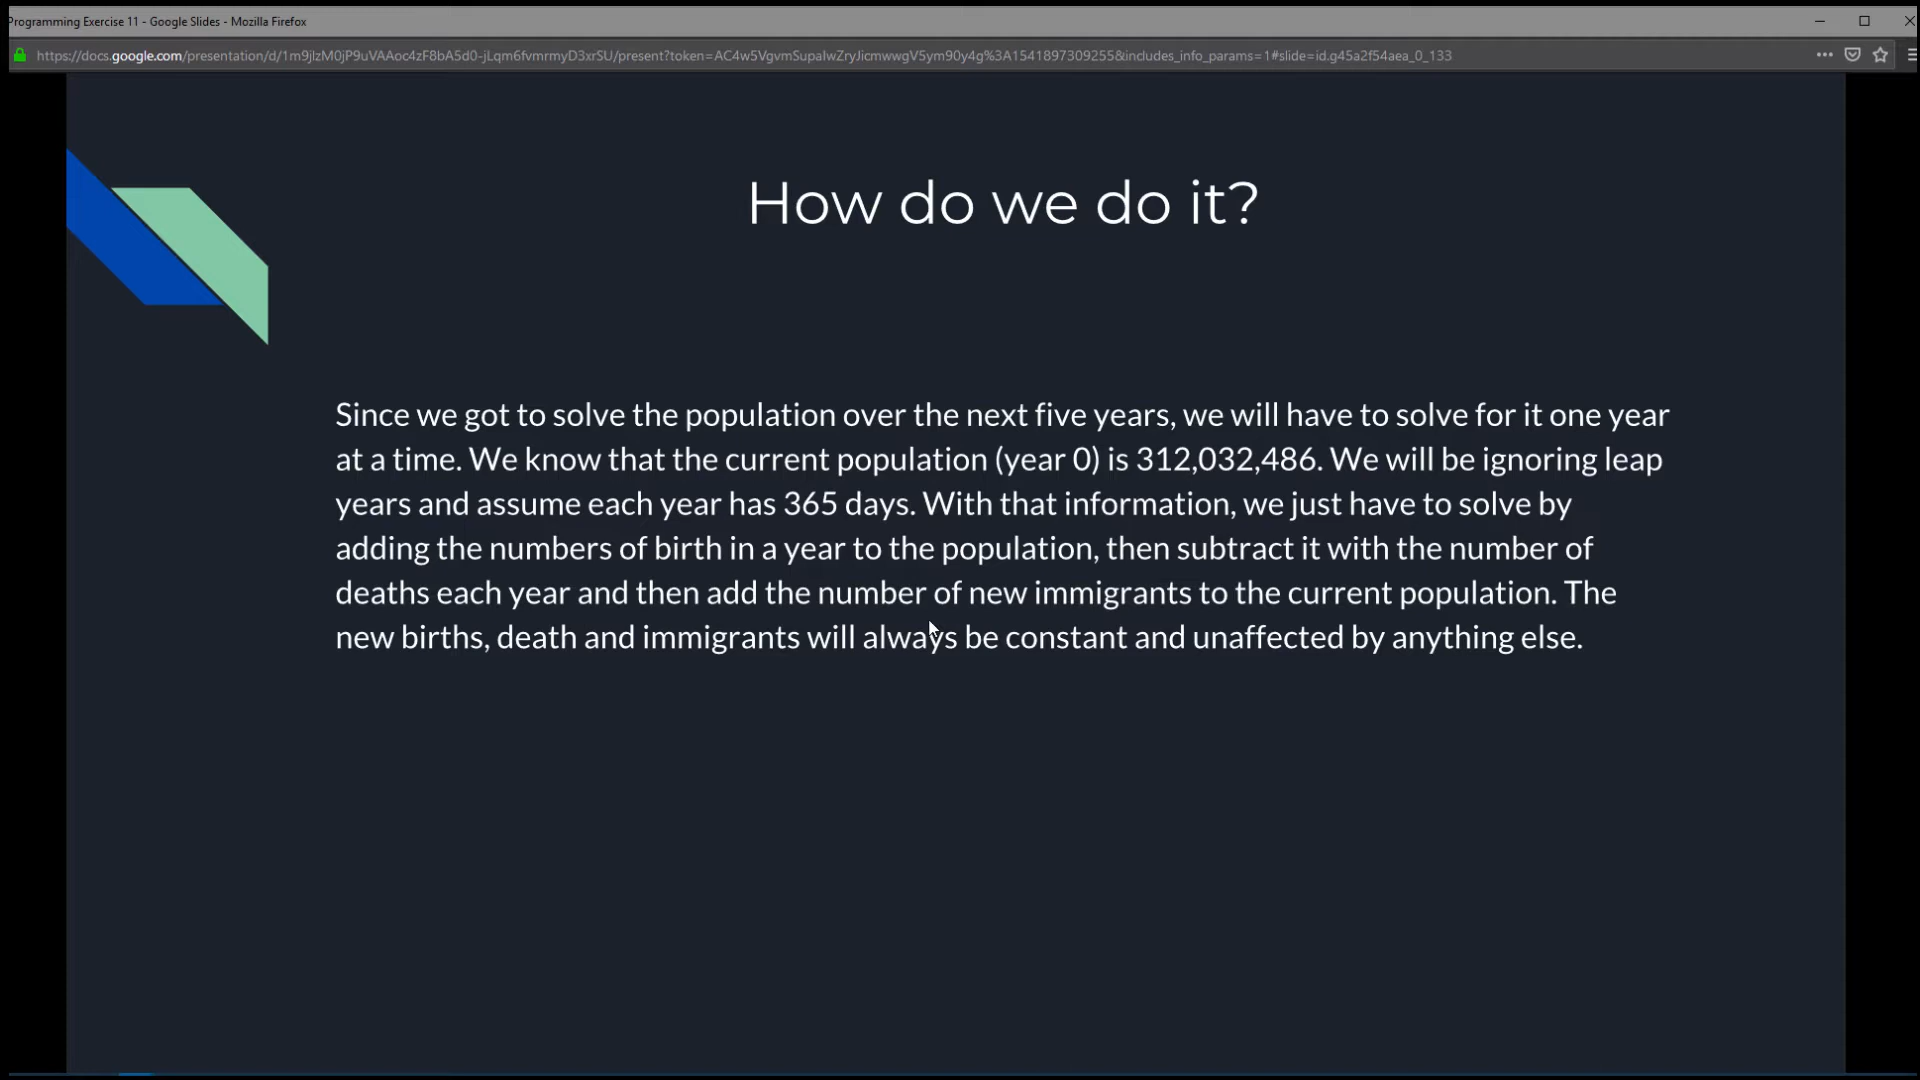 Programming Exercise 11 - Google Slides - Mozilla Firefox
https://docs.google.com/presentation/d/1m9jlzM0jP9uVAAoc4zF8bA5d0-jLqm6fvmrmyD3xrSU/present?token=AC4w5VgvmSupaIwZryJicmwwgV5ym90y4g%3A1541897309255&includes_info_params=1#slide=id.g45a2f54aea_0_133
How do we do it?
Since we got to solve the population over the next five years, we will have to solve for it one year
at a time. We know that the current population (year 0) is 312,032,486. We will be ignoring leap
years and assume each year has 365 days. With that information, we just have to solve by
adding the numbers of birth in a year to the population, then subtract it with the number of
deaths each year and then add the number of new immigrants to the current population. The
new births, death and immigrants will always be constant and unaffected by anything else.